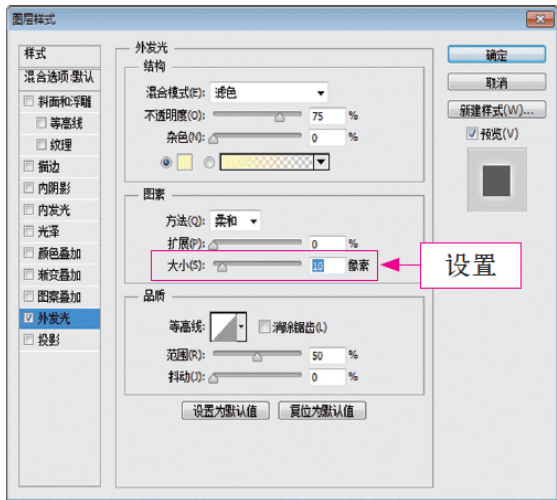 图层样式
样式
混合选项:默认
斜面和浮雕
等高线
纹理
描边
内阴影
内发光
光泽
颜色叠加
渐变叠加
图案叠加
外发光
投影
外发光
结构
混合模式(E): 滤色
不透明度(O): 75 %
杂色(N): 0 %
图素
方法(Q): 柔和
扩展(P): 0 %
大小(S): 10 像素
设置
品质
等高线: 消除锯齿(L)
范围(R): 50 %
抖动(J): 0 %
设置为默认值 复位为默认值
确定
取消
新建样式(W)...
预览(V)